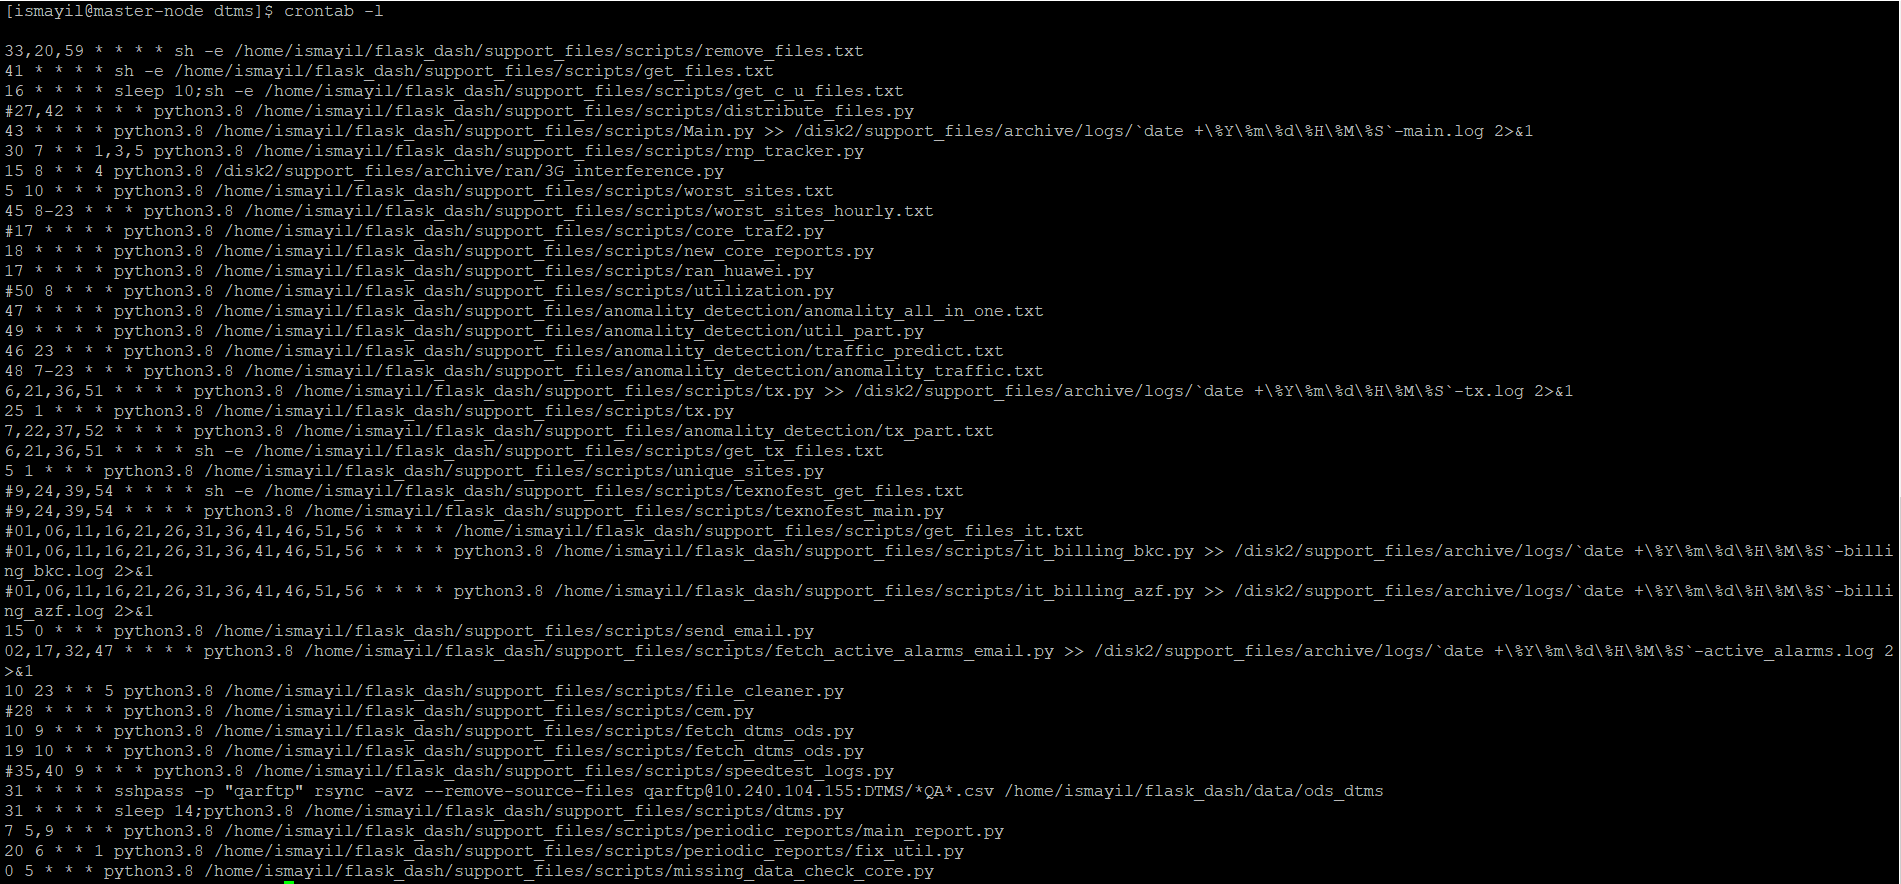 [ismayil@master-node dtms]$ crontab -l
33,20,59 * * * * sh -e /home/ismayil/flask_dash/support_files/scripts/remove_files.txt
41 * * * * sh -e /home/ismayil/flask_dash/support_files/scripts/get_files.txt
16 * * * * sleep 10;sh -e /home/ismayil/flask_dash/support_files/scripts/get_c_u_files.txt
#27,42 * * * * python3.8 /home/ismayil/flask_dash/support_files/scripts/distribute_files.py
43 * * * * python3.8 /home/ismayil/flask_dash/support_files/scripts/Main.py >> /disk2/support_files/archive/logs/`date +\%Y\%m\%d\%H\%M\%S`-main.log 2>&1
30 7 * * 1,3,5 python3.8 /home/ismayil/flask_dash/support_files/scripts/rnp_tracker.py
15 8 * * 4 python3.8 /disk2/support_files/archive/ran/3G_interference.py
5 10 * * * python3.8 /home/ismayil/flask_dash/support_files/scripts/worst_sites.txt
45 8-23 * * * python3.8 /home/ismayil/flask_dash/support_files/scripts/worst_sites_hourly.txt
#17 * * * * python3.8 /home/ismayil/flask_dash/support_files/scripts/core_traf2.py
18 * * * * python3.8 /home/ismayil/flask_dash/support_files/scripts/new_core_reports.py
17 * * * * python3.8 /home/ismayil/flask_dash/support_files/scripts/ran_huawei.py
#50 8 * * * python3.8 /home/ismayil/flask_dash/support_files/scripts/utilization.py
47 * * * * python3.8 /home/ismayil/flask_dash/support_files/anomality_detection/anomality_all_in_one.txt
49 * * * * python3.8 /home/ismayil/flask_dash/support_files/anomality_detection/util_part.py
46 23 * * * python3.8 /home/ismayil/flask_dash/support_files/anomality_detection/traffic_predict.txt
48 7-23 * * * python3.8 /home/ismayil/flask_dash/support_files/anomality_detection/anomality_traffic.txt
6,21,36,51 * * * * python3.8 /home/ismayil/flask_dash/support_files/scripts/tx.py >> /disk2/support_files/archive/logs/`date +\%Y\%m\%d\%H\%M\%S`-tx.log 2>&1
25 1 * * * python3.8 /home/ismayil/flask_dash/support_files/scripts/tx.py
7,22,37,52 * * * * python3.8 /home/ismayil/flask_dash/support_files/anomality_detection/tx_part.txt
6,21,36,51 * * * * sh -e /home/ismayil/flask_dash/support_files/scripts/get_tx_files.txt
5 1 * * * python3.8 /home/ismayil/flask_dash/support_files/scripts/unique_sites.py
#9,24,39,54 * * * * sh -e /home/ismayil/flask_dash/support_files/scripts/texnofest_get_files.txt
#9,24,39,54 * * * * python3.8 /home/ismayil/flask_dash/support_files/scripts/texnofest_main.py
#01,06,11,16,21,26,31,36,41,46,51,56 * * * * /home/ismayil/flask_dash/support_files/scripts/get_files_it.txt
#01,06,11,16,21,26,31,36,41,46,51,56 * * * * python3.8 /home/ismayil/flask_dash/support_files/scripts/it_billing_bkc.py >> /disk2/support_files/archive/logs/`date +\%Y\%m\%d\%H\%M\%S`-billi
ng_bkc.log 2>&1
#01,06,11,16,21,26,31,36,41,46,51,56 * * * * python3.8 /home/ismayil/flask_dash/support_files/scripts/it_billing_azf.py >> /disk2/support_files/archive/logs/`date +\%Y\%m\%d\%H\%M\%S`-billi
ng_azf.log 2>&1
15 0 * * * python3.8 /home/ismayil/flask_dash/support_files/scripts/send_email.py
02,17,32,47 * * * * python3.8 /home/ismayil/flask_dash/support_files/scripts/fetch_active_alarms_email.py >> /disk2/support_files/archive/logs/`date +\%Y\%m\%d\%H\%M\%S`-active_alarms.log 2
>&1
10 23 * * 5 python3.8 /home/ismayil/flask_dash/support_files/scripts/file_cleaner.py
#28 * * * * python3.8 /home/ismayil/flask_dash/support_files/scripts/cem.py
10 9 * * * python3.8 /home/ismayil/flask_dash/support_files/scripts/fetch_dtms_ods.py
19 10 * * * python3.8 /home/ismayil/flask_dash/support_files/scripts/fetch_dtms_ods.py
#35,40 9 * * * python3.8 /home/ismayil/flask_dash/support_files/scripts/speedtest_logs.py
31 * * * * sshpass -p "qarftp" rsync -avz --remove-source-files qarftp@10.240.104.155:DTMS/*QA*.csv /home/ismayil/flask_dash/data/ods_dtms
31 * * * * sleep 14;python3.8 /home/ismayil/flask_dash/support_files/scripts/dtms.py
7 5,9 * * * python3.8 /home/ismayil/flask_dash/support_files/scripts/periodic_reports/main_report.py
20 6 * * 1 python3.8 /home/ismayil/flask_dash/support_files/scripts/periodic_reports/fix_util.py
0 5 * * * python3.8 /home/ismayil/flask_dash/support_files/scripts/missing_data_check_core.py